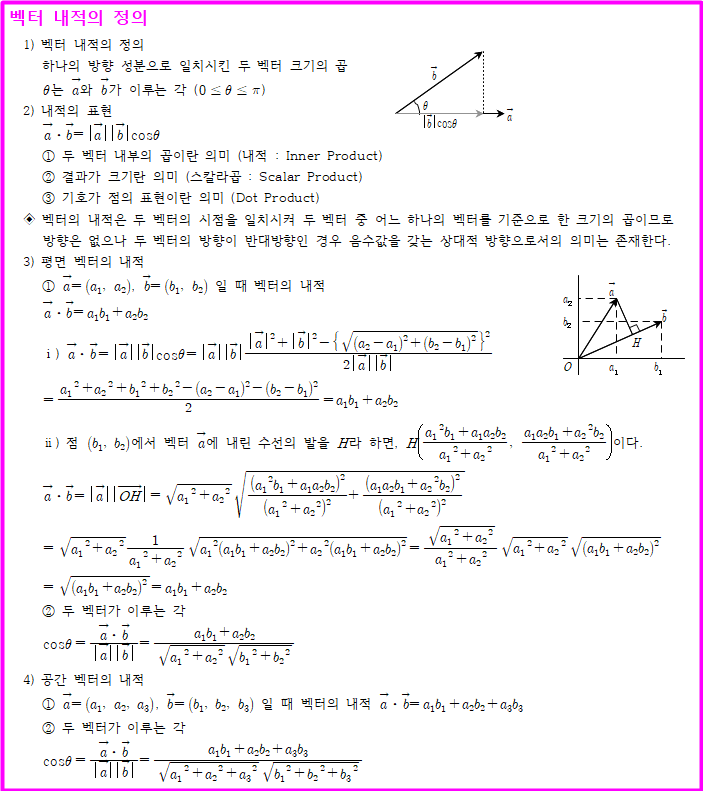 벡터 내적의 정의
1) 벡터 내적의 정의
하나의 방향 성분으로 일치시킨 두 벡터 크기의 곱
θ는 $\vec{a}$와 $\vec{b}$가 이루는 각 (0 ≤ θ ≤ π)
$\vec{b}$
θ
$|\vec{b}|\cos\theta$
$\vec{a}$
2) 내적의 표현
$\vec{a}\cdot\vec{b}=|\vec{a}||\vec{b}|\cos\theta$
① 두 벡터 내부의 곱이란 의미 (내적 : Inner Product)
② 결과가 크기란 의미 (스칼라곱 : Scalar Product)
③ 기호가 점의 표현이란 의미 (Dot Product)
◈ 벡터의 내적은 두 벡터의 시점을 일치시켜 두 벡터 중 어느 하나의 벡터를 기준으로 한 크기의 곱이므로
방향은 없으나 두 벡터의 방향이 반대방향인 경우 음수값을 갖는 상대적 방향으로서의 의미는 존재한다.
3) 평면 벡터의 내적
① $\vec{a}=(a_1,\ a_2)$, $\vec{b}=(b_1,\ b_2)$ 일 때 벡터의 내적
$\vec{a}\cdot\vec{b}=a_1b_1+a_2b_2$
$a_2$
$\vec{a}$
$b_2$
$\vec{b}$
H
O
$a_1$
$b_1$
ⅰ) $\vec{a}\cdot\vec{b}=|\vec{a}||\vec{b}|\cos\theta=|\vec{a}||\vec{b}|\frac{|\vec{a}|^2+|\vec{b}|^2-\{\sqrt{(a_2-a_1)^2+(b_2-b_1)^2}\}^2}{2|\vec{a}||\vec{b}|}$
$=\frac{a_1^2+a_2^2+b_1^2+b_2^2-(a_2-a_1)^2-(b_2-b_1)^2}{2}=a_1b_1+a_2b_2$
ⅱ) 점 $(b_1,\ b_2)$에서 벡터 $\vec{a}$에 내린 수선의 발을 H라 하면, $H\left(\frac{a_1^2b_1+a_1a_2b_2}{a_1^2+a_2^2},\ \frac{a_1a_2b_1+a_2^2b_2}{a_1^2+a_2^2}\right)$이다.
$\vec{a}\cdot\vec{b}=|\vec{a}||\overrightarrow{OH}|=\sqrt{a_1^2+a_2^2}\sqrt{\frac{(a_1^2b_1+a_1a_2b_2)^2}{(a_1^2+a_2^2)^2}+\frac{(a_1a_2b_1+a_2^2b_2)^2}{(a_1^2+a_2^2)^2}}$
$=\sqrt{a_1^2+a_2^2}\frac{1}{a_1^2+a_2^2}\sqrt{a_1^2(a_1b_1+a_2b_2)^2+a_2^2(a_1b_1+a_2b_2)^2}=\frac{\sqrt{a_1^2+a_2^2}}{a_1^2+a_2^2}\sqrt{a_1^2+a_2^2}\sqrt{(a_1b_1+a_2b_2)^2}$
$=\sqrt{(a_1b_1+a_2b_2)^2}=a_1b_1+a_2b_2$
② 두 벡터가 이루는 각
$\cos\theta=\frac{\vec{a}\cdot\vec{b}}{|\vec{a}||\vec{b}|}=\frac{a_1b_1+a_2b_2}{\sqrt{a_1^2+a_2^2}\sqrt{b_1^2+b_2^2}}$
4) 공간 벡터의 내적
① $\vec{a}=(a_1,\ a_2,\ a_3)$, $\vec{b}=(b_1,\ b_2,\ b_3)$ 일 때 벡터의 내적 $\vec{a}\cdot\vec{b}=a_1b_1+a_2b_2+a_3b_3$
② 두 벡터가 이루는 각
$\cos\theta=\frac{\vec{a}\cdot\vec{b}}{|\vec{a}||\vec{b}|}=\frac{a_1b_1+a_2b_2+a_3b_3}{\sqrt{a_1^2+a_2^2+a_3^2}\sqrt{b_1^2+b_2^2+b_3^2}}$